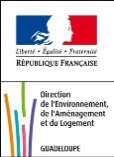 Liberté • Égalité • Fraternité
RÉPUBLIQUE FRANÇAISE
Direction
de l'Environnement,
de l'Aménagement
et du Logement
GUADELOUPE